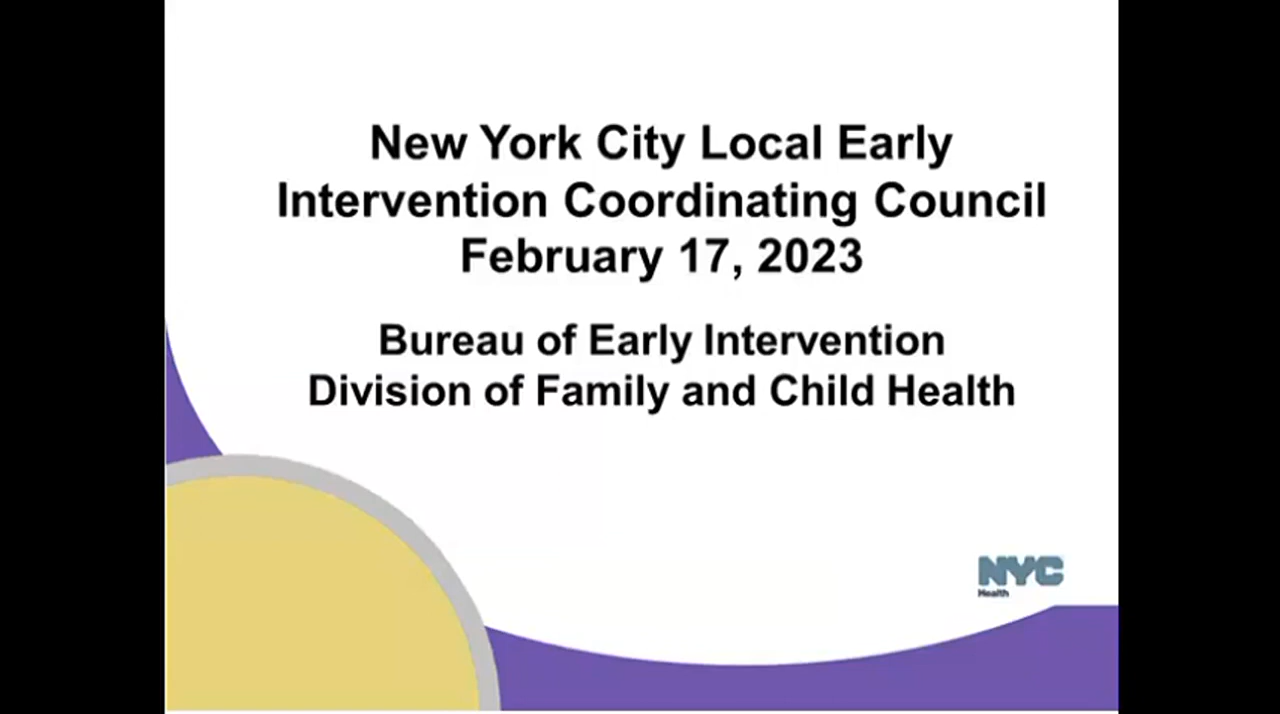 New York City Local Early
Intervention Coordinating Council
February 17, 2023
Bureau of Early Intervention
Division of Family and Child Health
NYC
Health